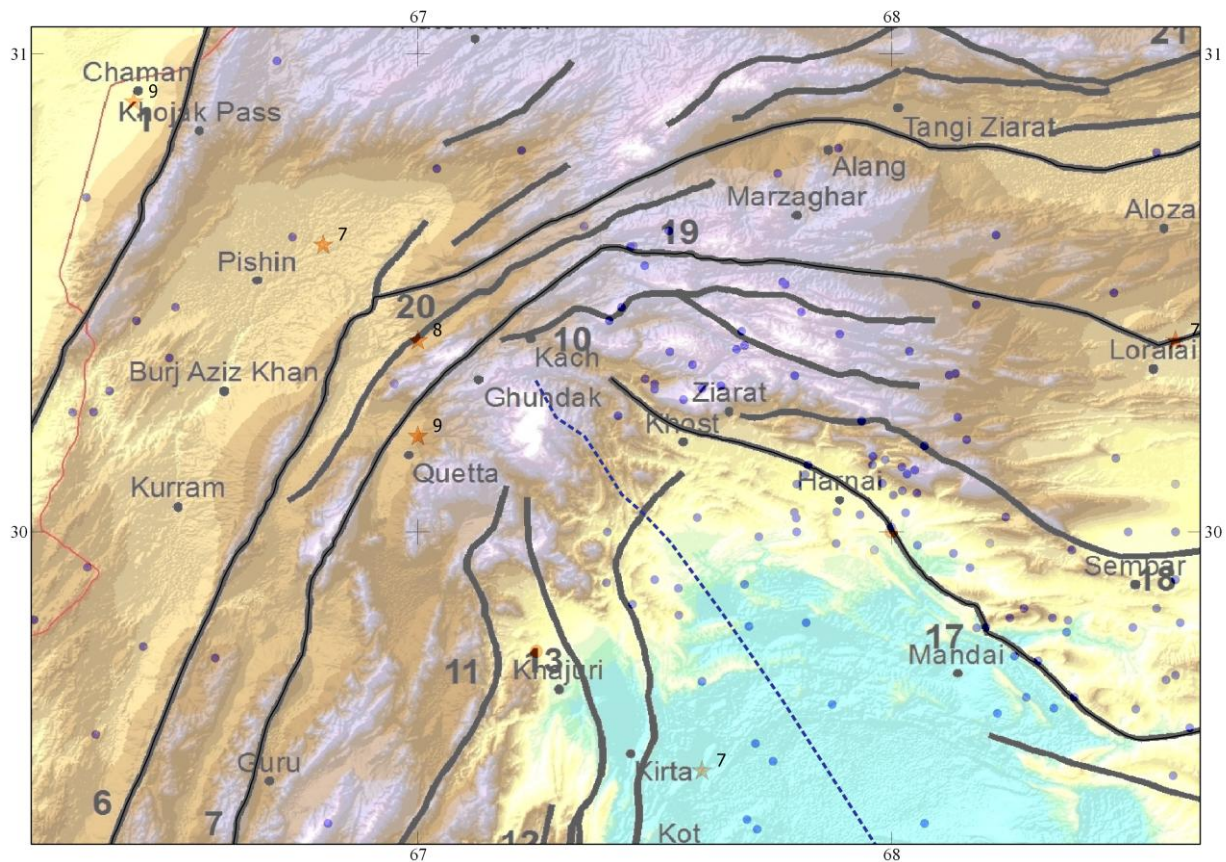 67
68
31
31
21
Chaman
9
1
Khojak Pass
Tangi Ziarat
Alang
Marzaghar
Aloza
7
19
Pishin
20
8
7
10
Kach
Loralai
Burj Aziz Khan
Ghundak
Ziarat
Khost
9
Quetta
Kurram
Harnai
30
30
Sempar
18
17
Mandai
11
13
Khajuri
Guru
Kirta
7
6
7
12
Kot
67
68